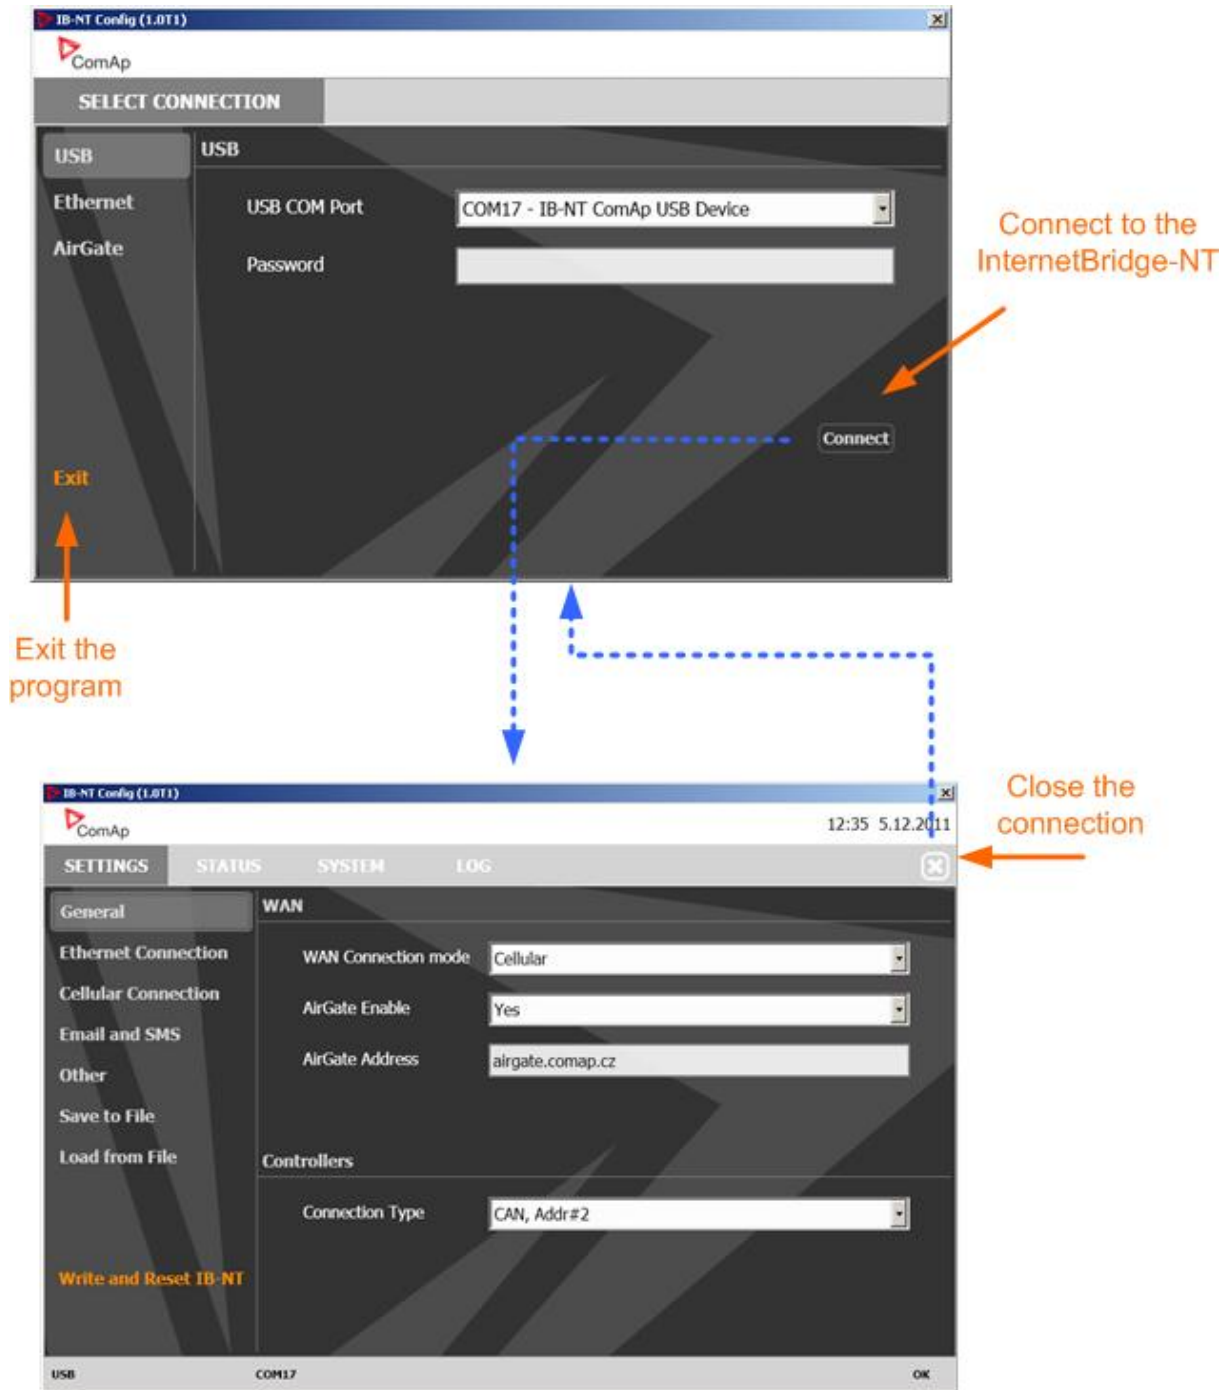 IB-NT Config (1.0T1)
ComAp
SELECT CONNECTION
USB
Ethernet
AirGate
Exit
USB
USB COM Port
COM17 - IB-NT ComAp USB Device
Password
Connect
Connect to the
InternetBridge-NT
Exit the
program
IB-NT Config (1.0T1)
ComAp
12:35 5.12.2011
Close the
connection
SETTINGS STATUS SYSTEM LOG
General
Ethernet Connection
Cellular Connection
Email and SMS
Other
Save to File
Load from File
Write and Reset IB-NT
WAN
WAN Connection mode Cellular
AirGate Enable Yes
AirGate Address airgate.comap.cz
Controllers
Connection Type CAN, Addr#2
USB COM17 OK